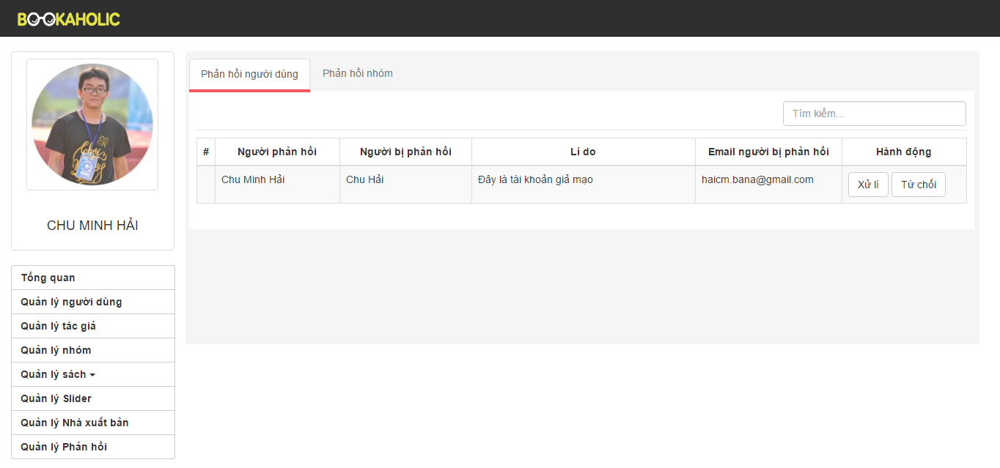 BOOKAHOLIC
Phản hồi người dùng
Phản hồi nhóm
Tìm kiếm...
# Người phản hồi Người bị phản hồi Lí do Email người bị phản hồi Hành động
Chu Minh Hải Chu Hải Đây là tài khoản giả mạo haicm.bana@gmail.com Xử lí Từ chối
CHU MINH HẢI
Tổng quan
Quản lý người dùng
Quản lý tác giả
Quản lý nhóm
Quản lý sách
Quản lý Slider
Quản lý Nhà xuất bản
Quản lý Phản hồi